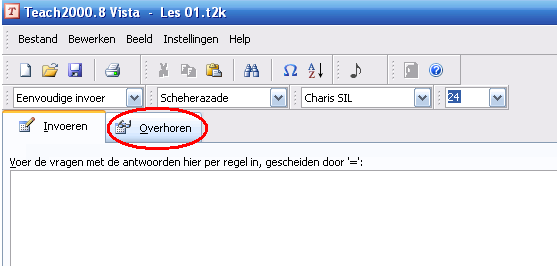 Teach2000.8 Vista - Les 01.t2k
Bestand Bewerken Beeld Instellingen Help
Eenvoudige invoer Scheherazade Charis SIL 24
Invoeren Overhoren
Voer de vragen met de antwoorden hier per regel in, gescheiden door '=':